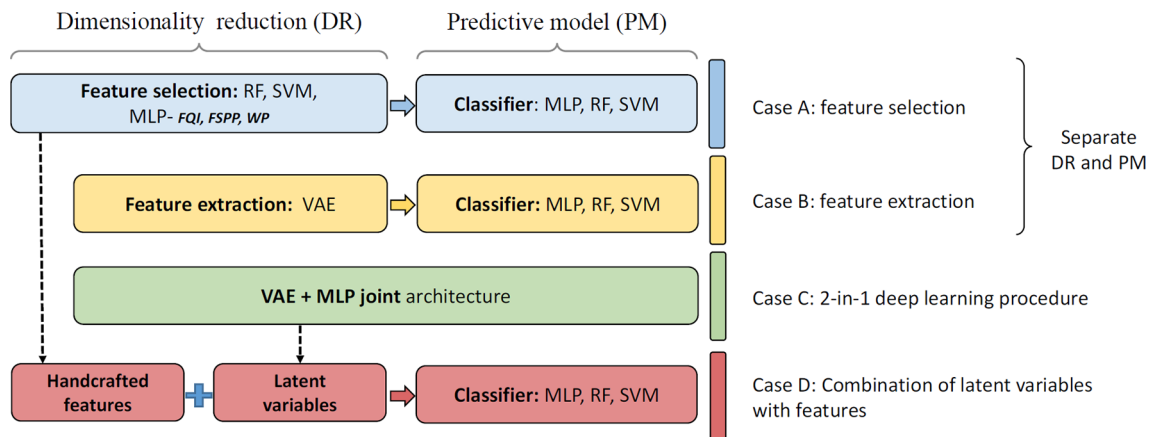 Dimensionality reduction (DR)
Predictive model (PM)
Feature selection: RF, SVM,
MLP- FQI, FSPP, WP
Classifier: MLP, RF, SVM
Case A: feature selection
Separate
DR and PM
Feature extraction: VAE
Classifier: MLP, RF, SVM
Case B: feature extraction
VAE + MLP joint architecture
Case C: 2-in-1 deep learning procedure
Handcrafted
features
Latent
variables
Classifier: MLP, RF, SVM
Case D: Combination of latent variables
with features